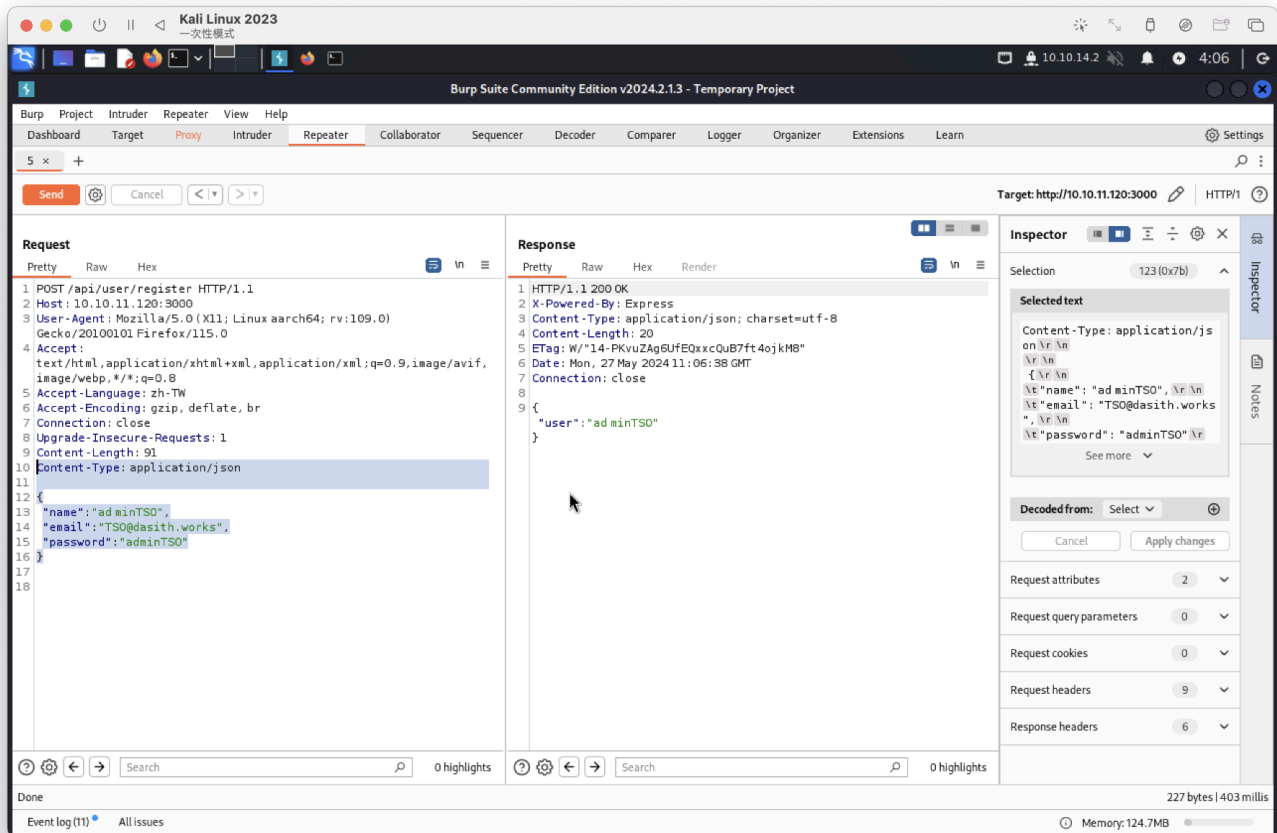 Kali Linux 2023
一次性模式
10.10.14.2
4:06
Burp Suite Community Edition v2024.2.1.3 - Temporary Project
Burp Project Intruder Repeater View Help
Dashboard Target Proxy Intruder Repeater Collaborator Sequencer Decoder Comparer Logger Organizer Extensions Learn Settings
5 × +
Send Cancel < > Target: http://10.10.11.120:3000 HTTP/1
Request
Pretty Raw Hex \n
1 POST /api/user/register HTTP/1.1
2 Host: 10.10.11.120:3000
3 User-Agent: Mozilla/5.0 (X11; Linux aarch64; rv:109.0)
Gecko/20100101 Firefox/115.0
4 Accept:
text/html,application/xhtml+xml,application/xml;q=0.9,image/avif,
image/webp,*/*;q=0.8
5 Accept-Language: zh-TW
6 Accept-Encoding: gzip, deflate, br
7 Connection: close
8 Upgrade-Insecure-Requests: 1
9 Content-Length: 91
10 Content-Type: application/json
11
12 {
13 "name":"adminTSO",
14 "email":"TSO@dasith.works",
15 "password":"adminTSO"
16 }
17
18
Search 0 highlights
Response
Pretty Raw Hex Render \n
1 HTTP/1.1 200 OK
2 X-Powered-By: Express
3 Content-Type: application/json; charset=utf-8
4 Content-Length: 20
5 ETag: W/"14-PKvuZAg6UfEQxxcQuB7ft4ojkM8"
6 Date: Mon, 27 May 2024 11:06:38 GMT
7 Connection: close
8
9 {
"user":"adminTSO"
}
Search 0 highlights
Inspector
Selection 123 (0x7b)
Selected text
Content-Type: application/js
on \r \n
\r \n
{ \r \n
\t "name": "adminTSO", \r \n
\t "email": "TSO@dasith.works
", \r \n
\t "password": "adminTSO" \r
See more
Decoded from: Select
Cancel Apply changes
Request attributes 2
Request query parameters 0
Request cookies 0
Request headers 9
Response headers 6
Inspector
Notes
Done 227 bytes | 403 millis
Event log (11) All issues Memory: 124.7MB